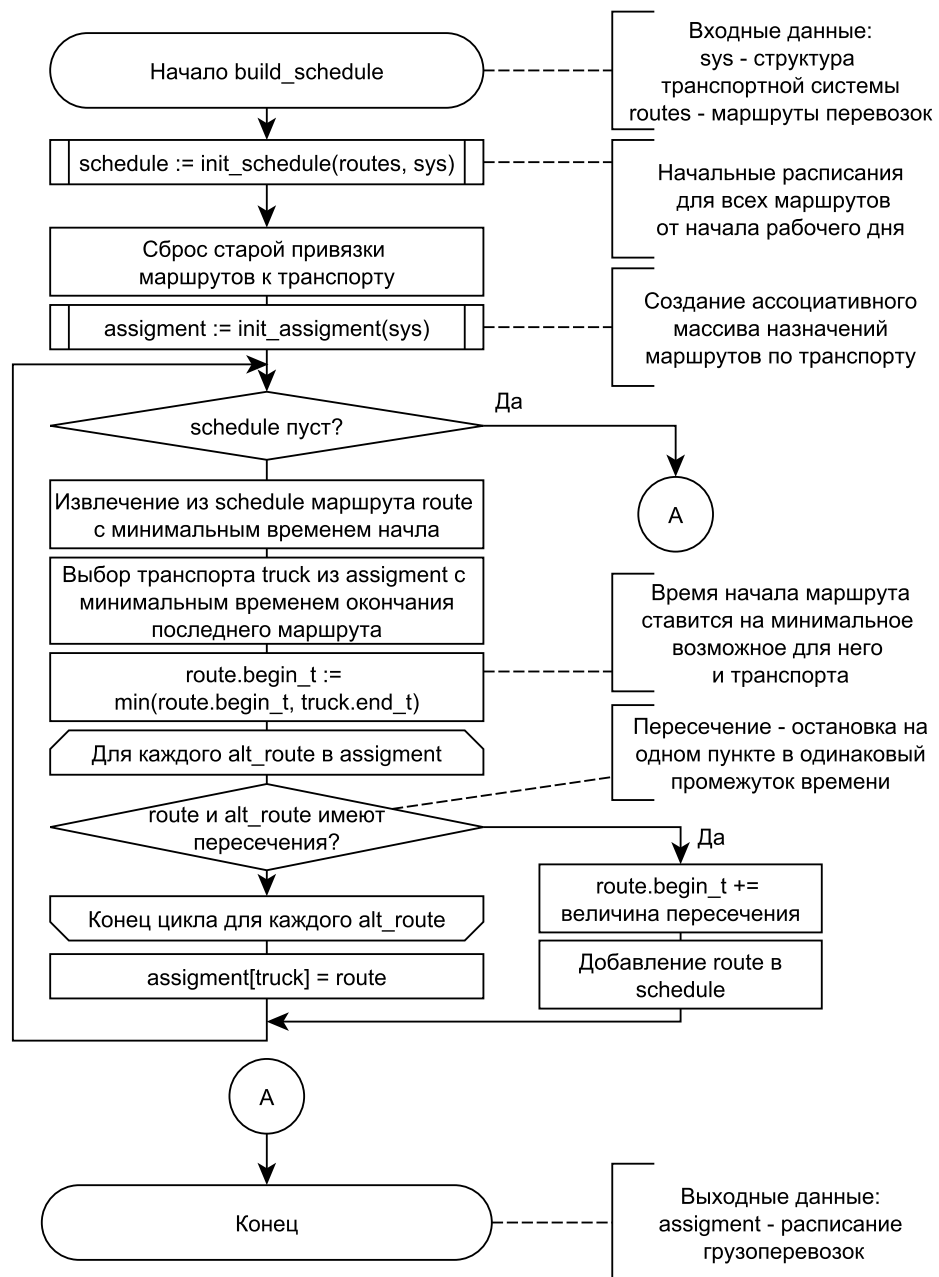 Начало build_schedule
Входные данные:
sys - структура
транспортной системы
routes - маршруты перевозок
schedule := init_schedule(routes, sys)
Начальные расписания
для всех маршрутов
от начала рабочего дня
Сброс старой привязки
маршрутов к транспорту
assigment := init_assigment(sys)
Создание ассоциативного
массива назначений
маршрутов по транспорту
schedule пуст?
Да
А
Извлечение из schedule маршрута route
с минимальным временем начла
Выбор транспорта truck из assigment с
минимальным временем окончания
последнего маршрута
route.begin_t :=
min(route.begin_t, truck.end_t)
Время начала маршрута
ставится на минимальное
возможное для него
и транспорта
Для каждого alt_route в assigment
Пересечение - остановка на
одном пункте в одинаковый
промежуток времени
route и alt_route имеют
пересечения?
Да
route.begin_t +=
величина пересечения
Добавление route в
schedule
Конец цикла для каждого alt_route
assigment[truck] = route
А
Конец
Выходные данные:
assigment - расписание
грузоперевозок